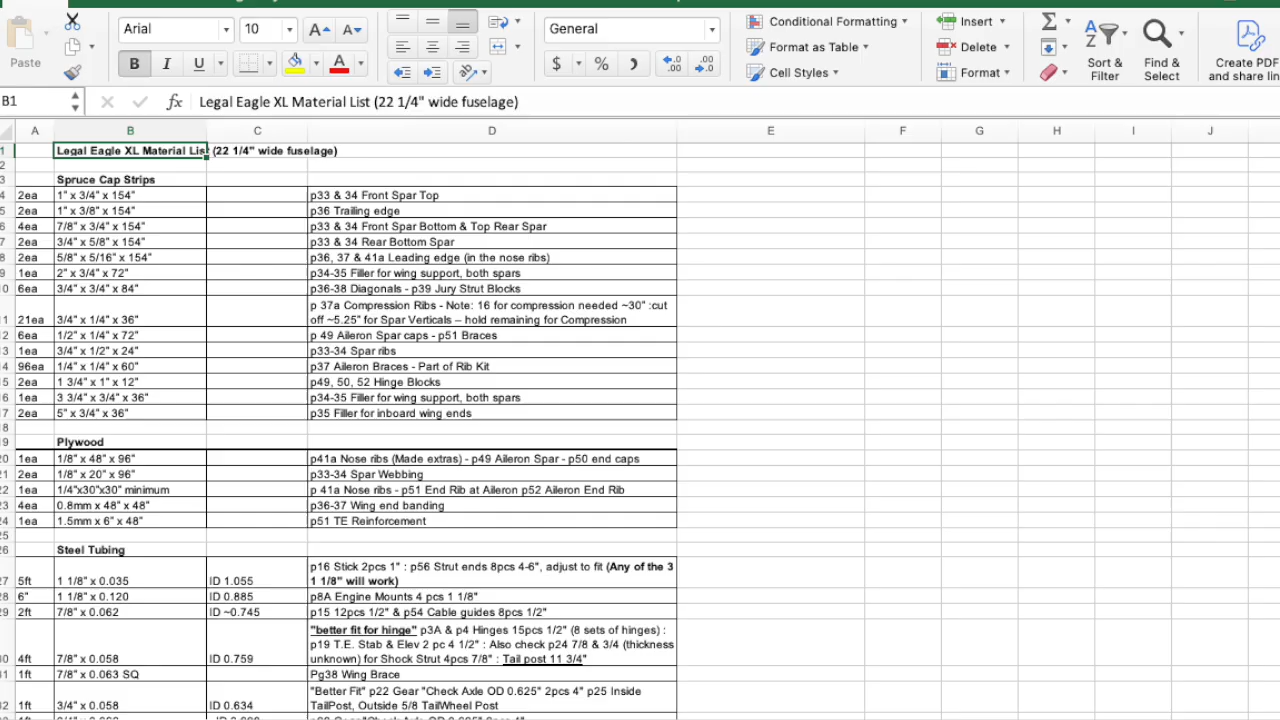 Arial 10 General Conditional Formatting Insert
Paste B I U $ % Format as Table Delete Sort & Filter Find & Select Create PDF and share lin
Cell Styles Format
B1 fx Legal Eagle XL Material List (22 1/4" wide fuselage)
A B C D E F G H I J
Legal Eagle XL Material List (22 1/4" wide fuselage)
Spruce Cap Strips
2ea 1" x 3/4" x 154" p33 & 34 Front Spar Top
2ea 1" x 3/8" x 154" p36 Trailing edge
4ea 7/8" x 3/4" x 154" p33 & 34 Front Spar Bottom & Top Rear Spar
2ea 3/4" x 5/8" x 154" p33 & 34 Rear Bottom Spar
2ea 5/8" x 5/16" x 154" p36, 37 & 41a Leading edge (in the nose ribs)
1ea 2" x 3/4" x 72" p34-35 Filler for wing support, both spars
6ea 3/4" x 3/4" x 84" p36-38 Diagonals - p39 Jury Strut Blocks
p 37a Compression Ribs - Note: 16 for compression needed ~30" :cut
21ea 3/4" x 1/4" x 36" off ~5.25" for Spar Verticals – hold remaining for Compression
6ea 1/2" x 1/4" x 72" p 49 Aileron Spar caps - p51 Braces
1ea 3/4" x 1/2" x 24" p33-34 Spar ribs
96ea 1/4" x 1/4" x 60" p37 Aileron Braces - Part of Rib Kit
2ea 1 3/4" x 1" x 12" p49, 50, 52 Hinge Blocks
1ea 3 3/4" x 3/4" x 36" p34-35 Filler for wing support, both spars
2ea 5" x 3/4" x 36" p35 Filler for inboard wing ends
Plywood
1ea 1/8" x 48" x 96" p41a Nose ribs (Made extras) - p49 Aileron Spar - p50 end caps
2ea 1/8" x 20" x 96" p33-34 Spar Webbing
1ea 1/4"x30"x30" minimum p 41a Nose ribs - p51 End Rib at Aileron p52 Aileron End Rib
4ea 0.8mm x 48" x 48" p36-37 Wing end banding
1ea 1.5mm x 6" x 48" p51 TE Reinforcement
Steel Tubing
p16 Stick 2pcs 1" : p56 Strut ends 8pcs 4-6", adjust to fit (Any of the 3
5ft 1 1/8" x 0.035 ID 1.055 1 1/8" will work)
6" 1 1/8" x 0.120 ID 0.885 p8A Engine Mounts 4 pcs 1 1/8"
2ft 7/8" x 0.062 ID ~0.745 p15 12pcs 1/2" & p54 Cable guides 8pcs 1/2"
"better fit for hinge" p3A & p4 Hinges 15pcs 1/2" (8 sets of hinges) :
p19 T.E. Stab & Elev 2 pc 4 1/2" : Also check p24 7/8 & 3/4 (thickness
4ft 7/8" x 0.058 ID 0.759 unknown) for Shock Strut 4pcs 7/8" : Tail post 11 3/4"
1ft 7/8" x 0.063 SQ Pg38 Wing Brace
"Better Fit" p22 Gear "Check Axle OD 0.625" 2pcs 4" p25 Inside
1ft 3/4" x 0.058 ID 0.634 TailPost, Outside 5/8 TailWheel Post